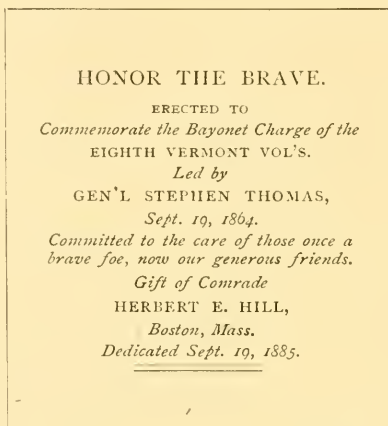 HONOR THE BRAVE.
ERECTED TO
Commemorate the Bayonet Charge of the
EIGHTH VERMONT VOL'S.
Led by
GEN'L STEPHEN THOMAS,
Sept. 19, 1864.
Committed to the care of those once a
brave foe, now our generous friends.
Gift of Comrade
HERBERT E. HILL,
Boston, Mass.
Dedicated Sept. 19, 1885.